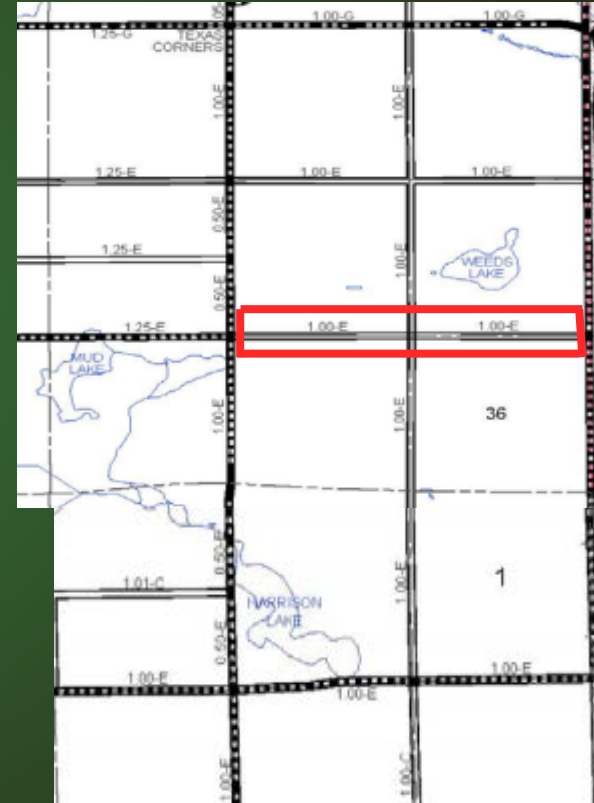 .05
1.00-G
1.00-G
1.25-G
TEXAS
CORNERS
1.00-E
1.00-E
1.25-E
1.00-E
1.00-E
0.50-E
1.25-E
WEEDS
LAKE
1.00-E
0.50-E
1.25-E
1.00-E
1.00-E
MUD
LAKE
1.00-E
1.00-E
36
0.50-E
1.01-C
1.00-E
1
HARRISON
LAKE
0.50-E
1.00-E
1.00-E
1.00-E
1.00-E
1.00-C